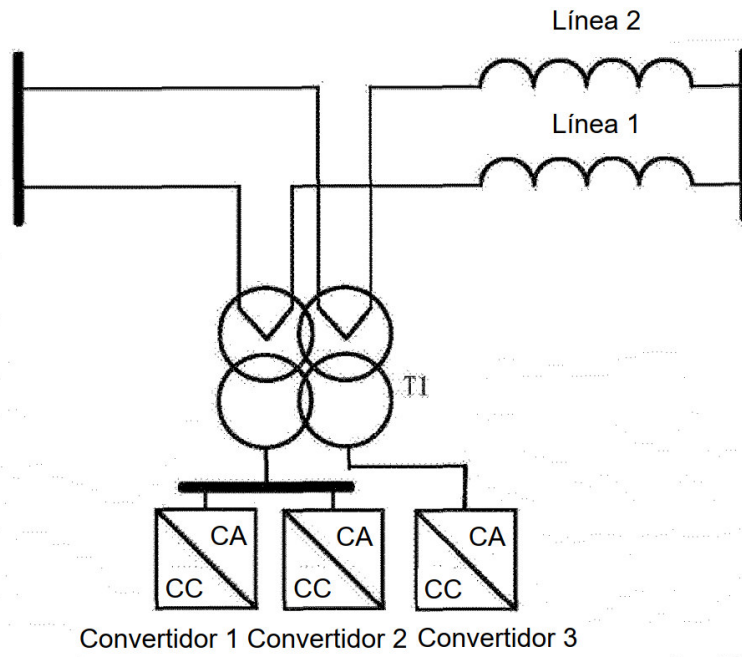 Línea 2
Línea 1
T1
CA
CC
CA
CC
CA
CC
Convertidor 1 Convertidor 2 Convertidor 3